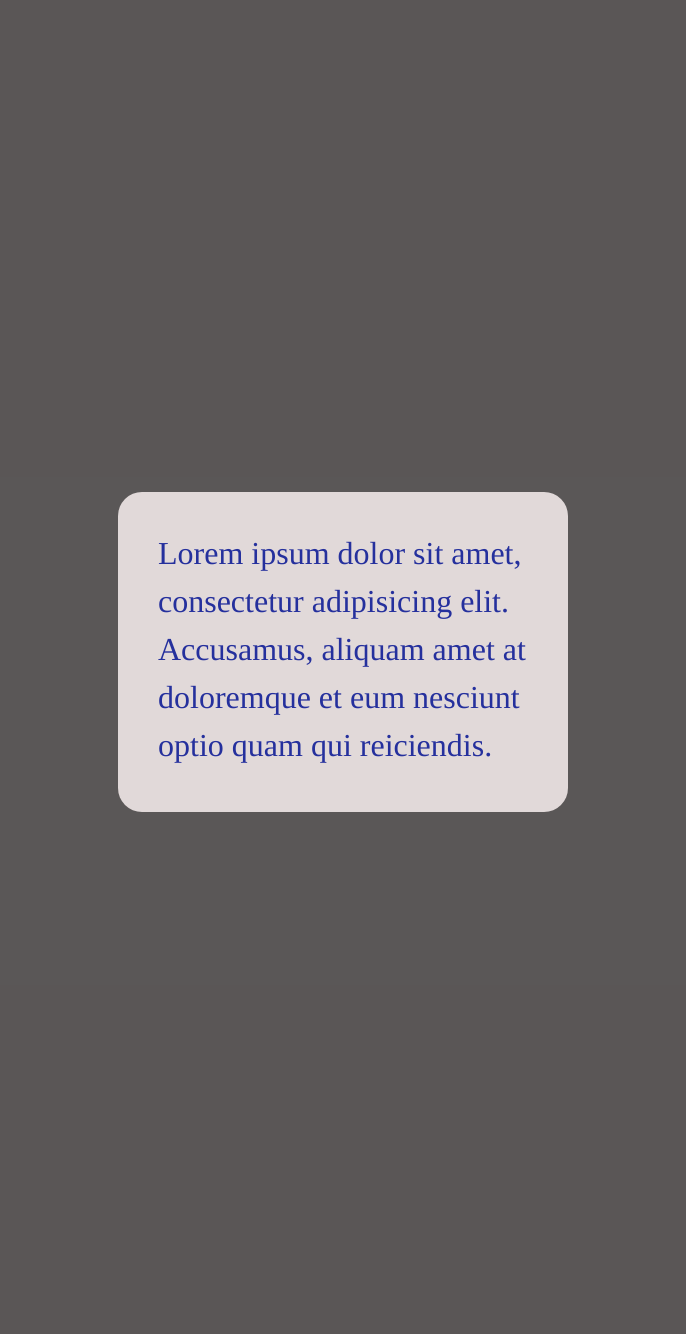 Lorem ipsum dolor sit amet,
consectetur adipisicing elit.
Accusamus, aliquam amet at
doloremque et eum nesciunt
optio quam qui reiciendis.